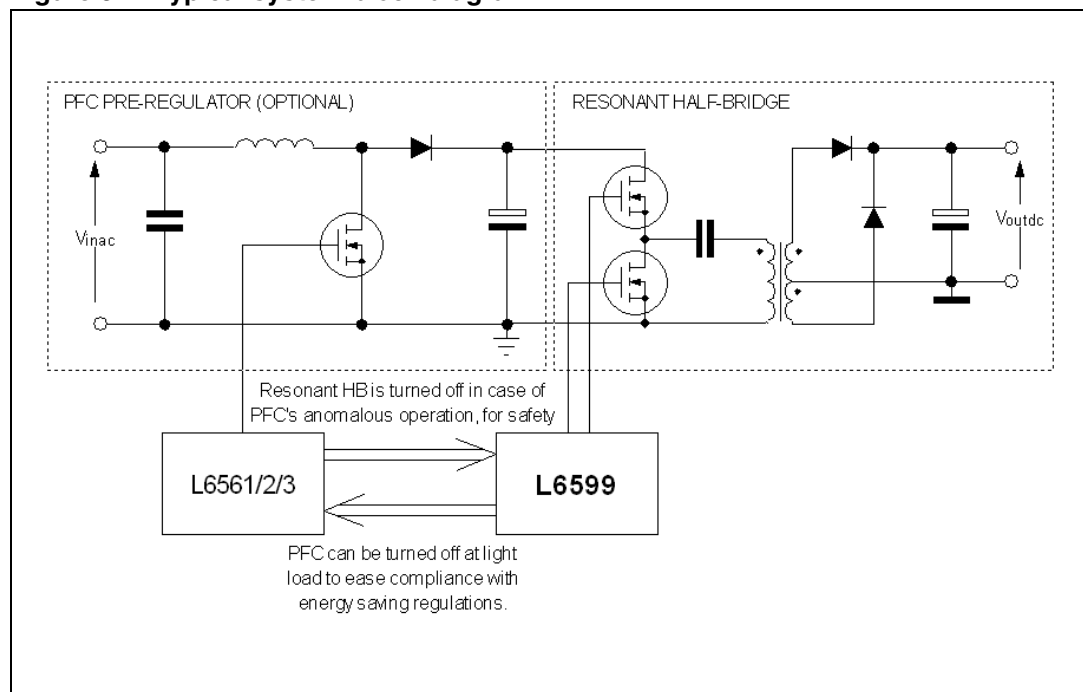 Figure Typical system block diagram
PFC PRE-REGULATOR (OPTIONAL)
RESONANT HALF-BRIDGE
Vinac
Voutdc
Resonant HB is turned off in case of
PFC's anomalous operation, for safety
L6561/2/3
L6599
PFC can be turned off at light
load to ease compliance with
energy saving regulations.